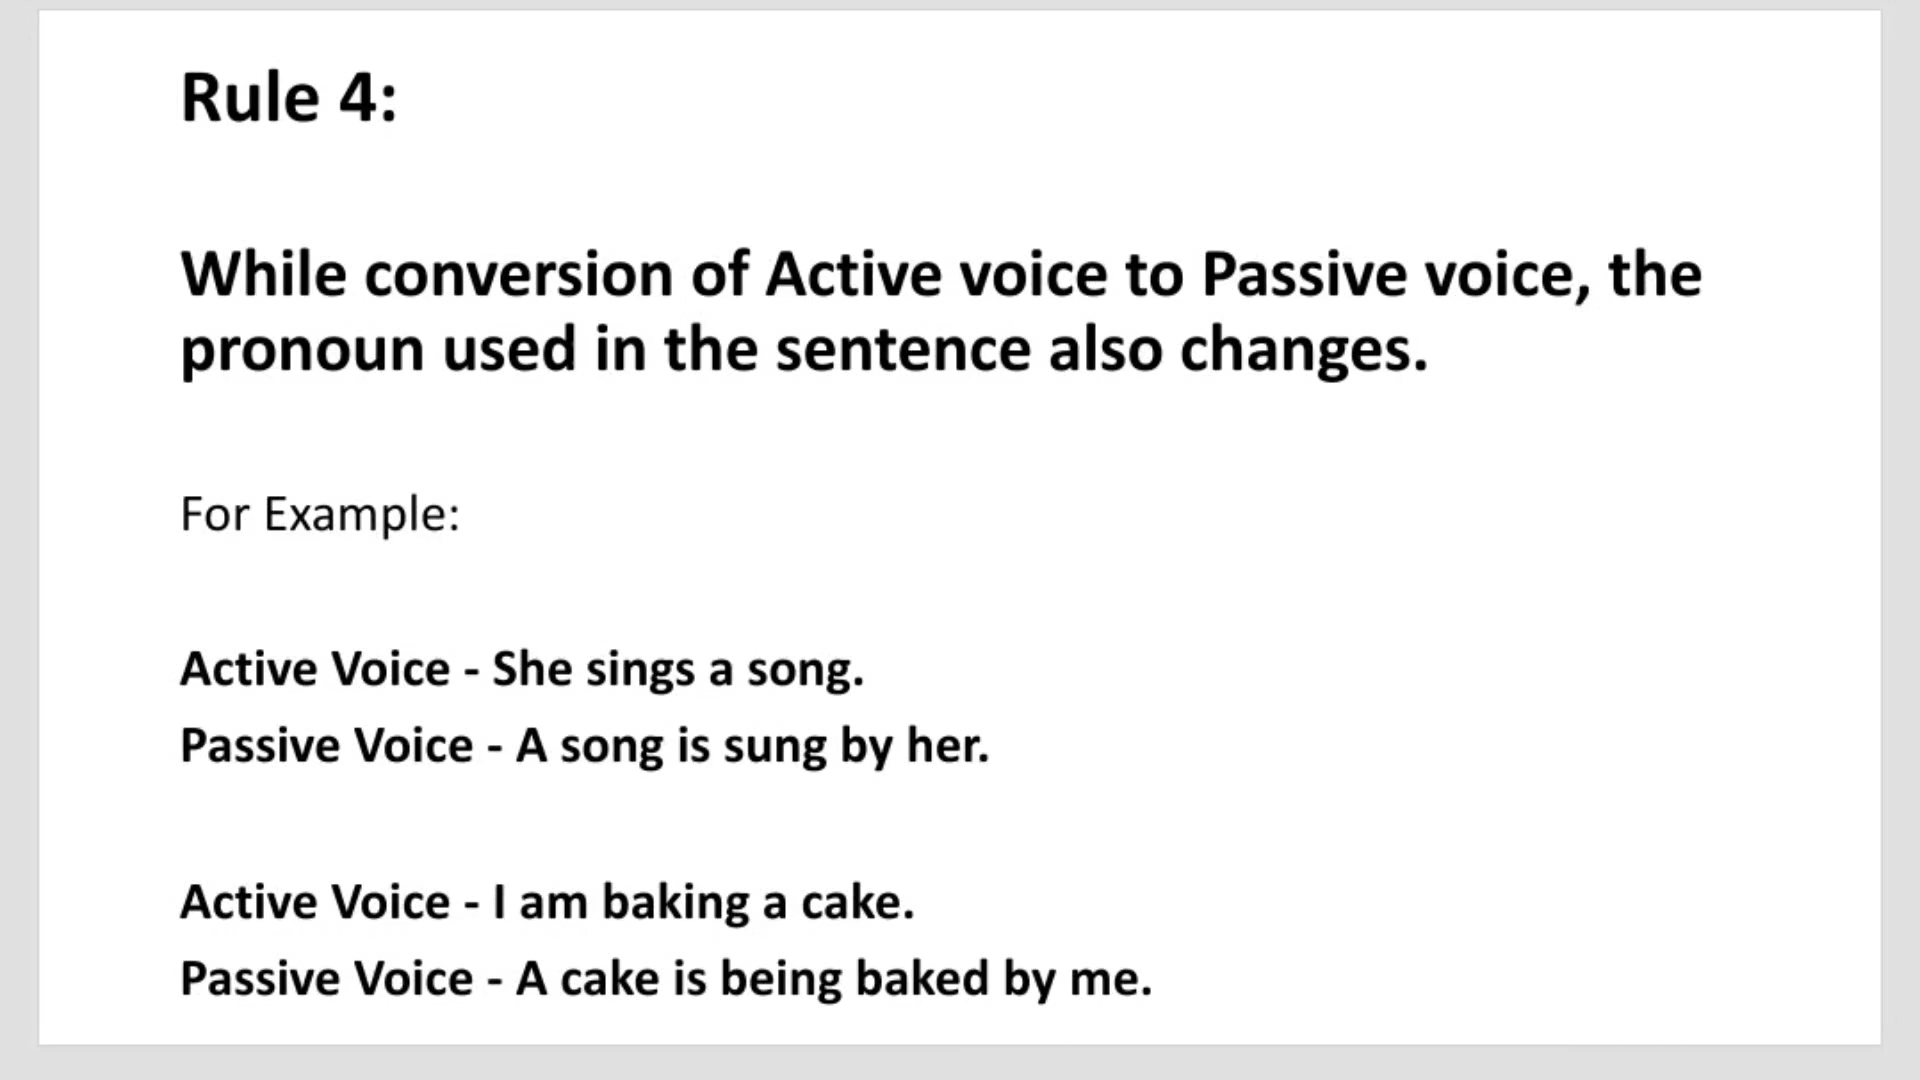 Rule 4:
While conversion of Active voice to Passive voice, the
pronoun used in the sentence also changes.
For Example:
Active Voice - She sings a song.
Passive Voice - A song is sung by her.
Active Voice - I am baking a cake.
Passive Voice - A cake is being baked by me.